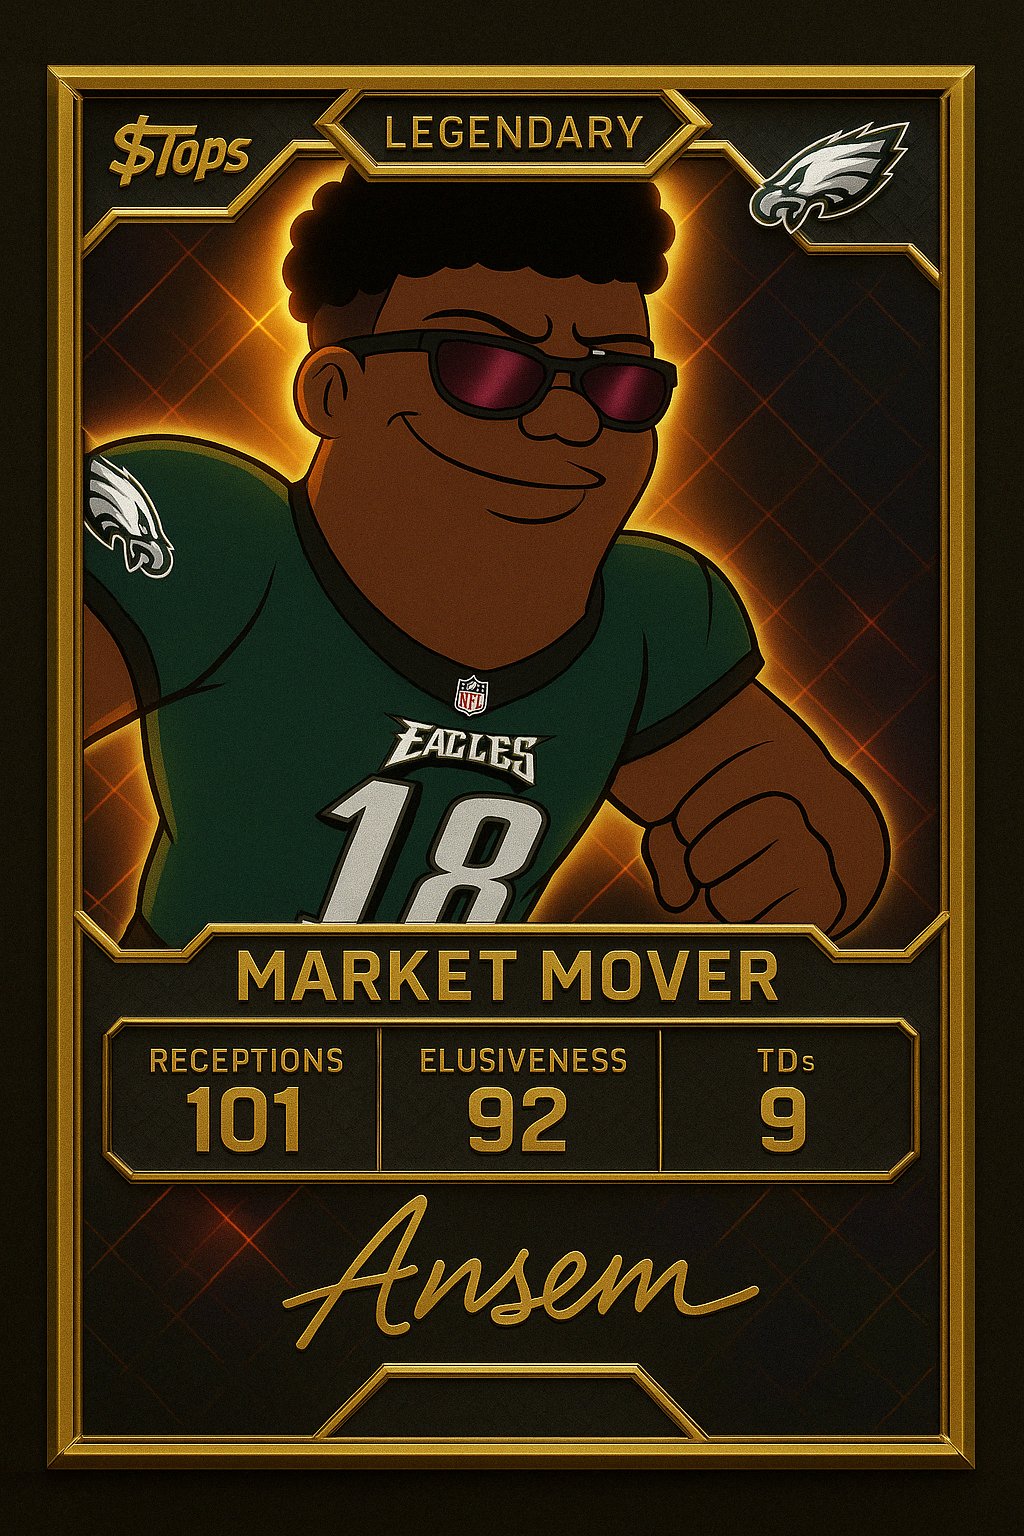 $Tops
LEGENDARY
NFL
EAGLES
18
MARKET MOVER
RECEPTIONS
101
ELUSIVENESS
92
TDs
9
Ansem